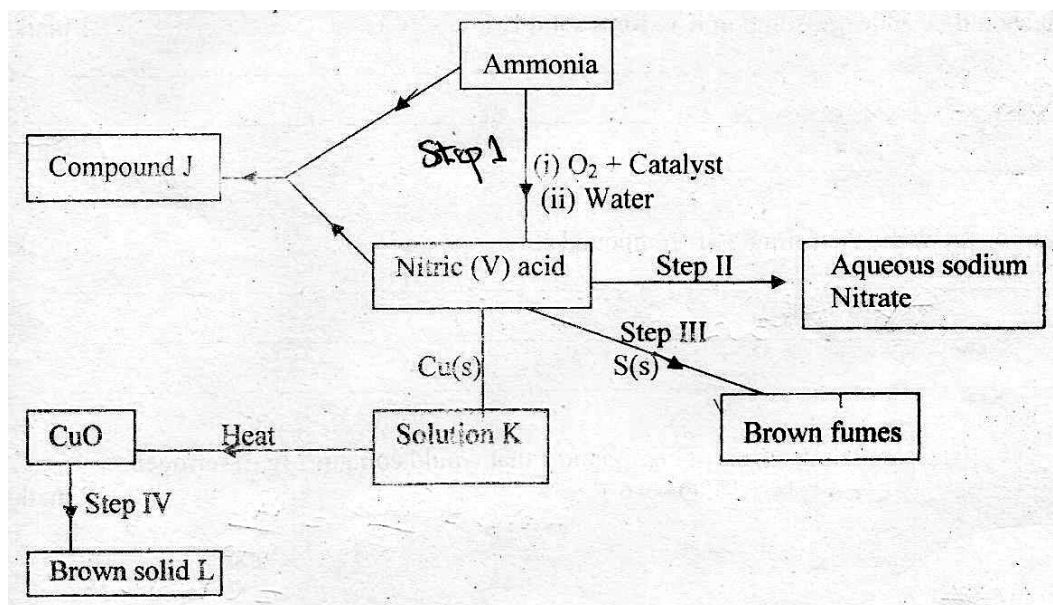 Ammonia
Compound J
Step 1
(i) O₂ + Catalyst
(ii) Water
Nitric (V) acid
Step II
Aqueous sodium
Nitrate
Step III
S(s)
Cu(s)
CuO
Heat
Solution K
Brown fumes
Step IV
Brown solid L